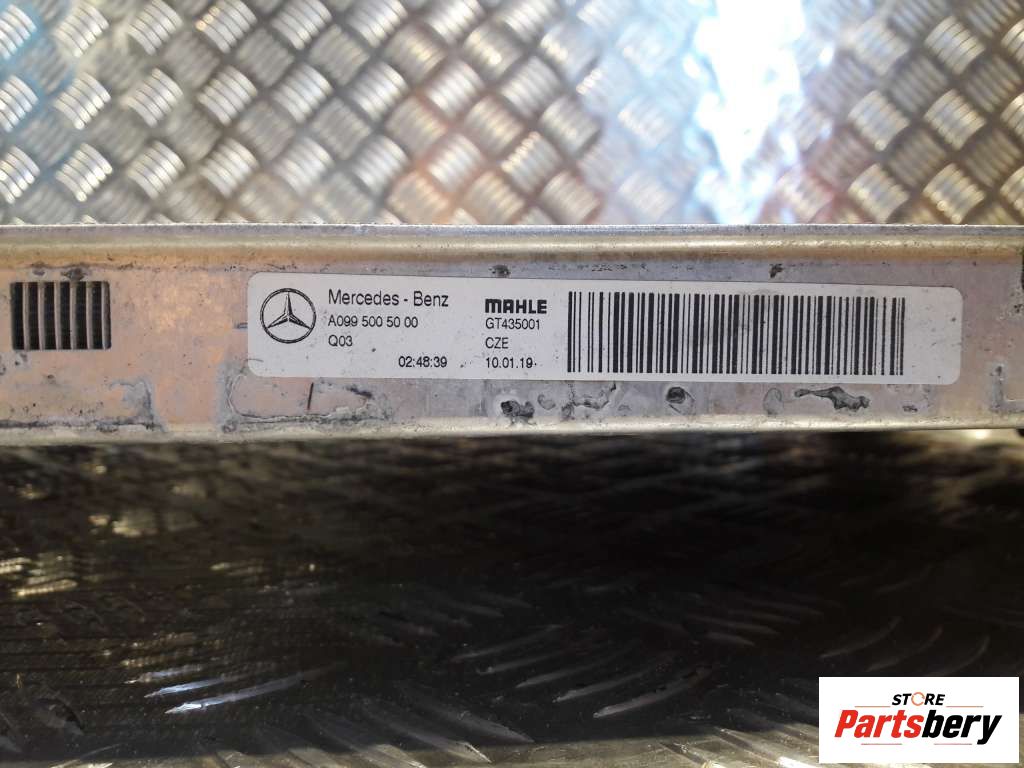 Mercedes - Benz
A099 500 50 00
Q03
02:48:39
MAHLE
GT435001
CZE
10.01.19
STORE
Partsbery